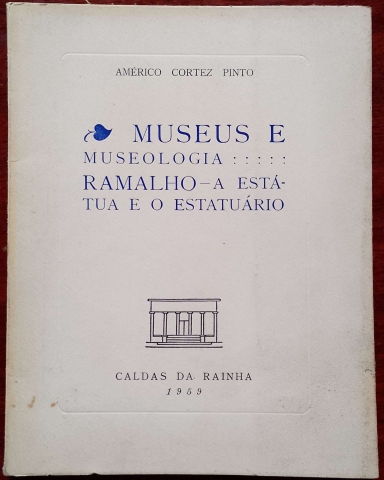 AMÉRICO CORTEZ PINTO
MUSEUS E
MUSEOLOGIA : : : : :
RAMALHO — A ESTÁ-
TUA E O ESTATUÁRIO
CALDAS DA RAINHA
1959